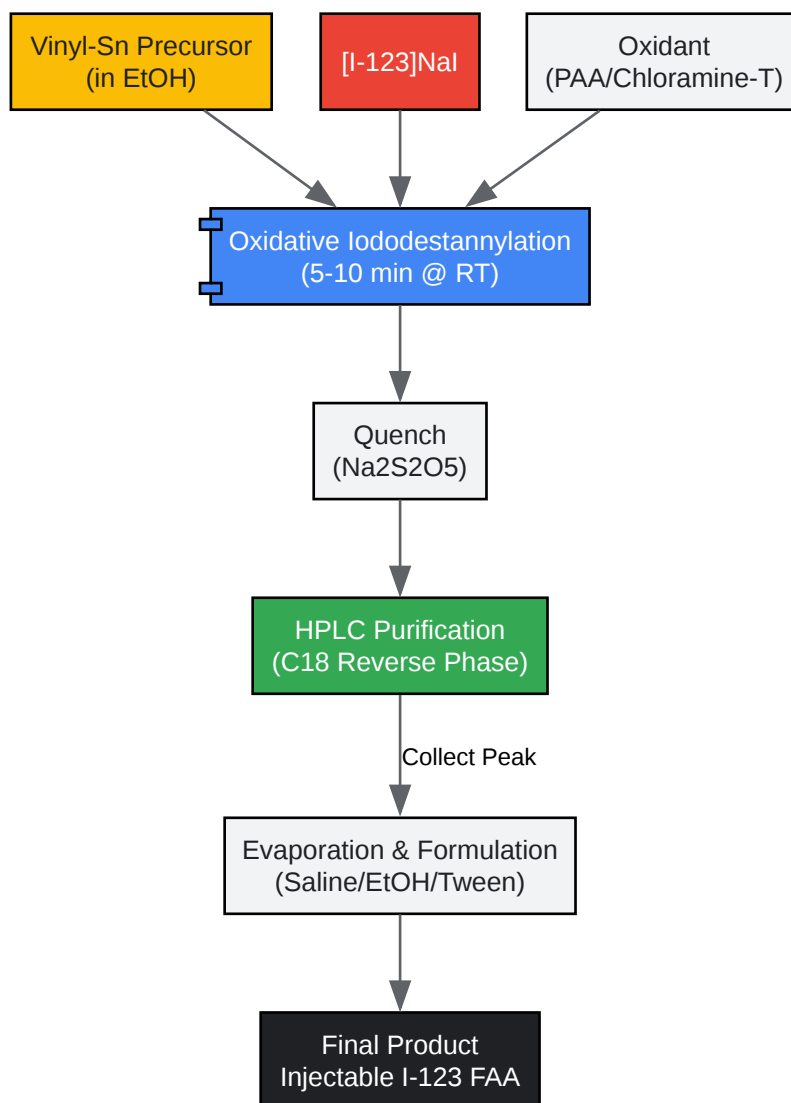 Vinyl-Sn Precursor
(in EtOH)
[I-123]NaI
Oxidant
(PAA/Chloramine-T)
Oxidative Iododestannylation
(5-10 min @ RT)
Quench
(Na2S2O5)
HPLC Purification
(C18 Reverse Phase)
Collect Peak
Evaporation & Formulation
(Saline/EtOH/Tween)
Final Product
Injectable I-123 FAA